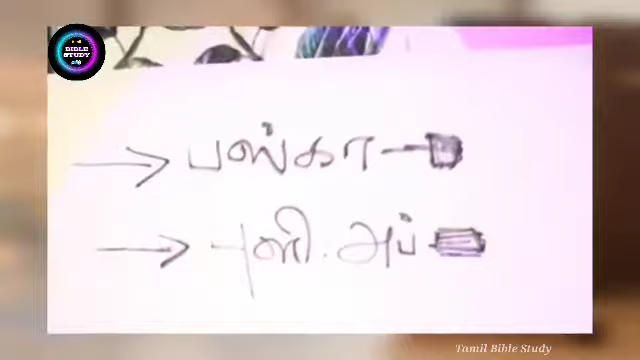 BIBLE STUDY
→ பஸ்கா -
→ புளி. அப்
Tamil Bible Study